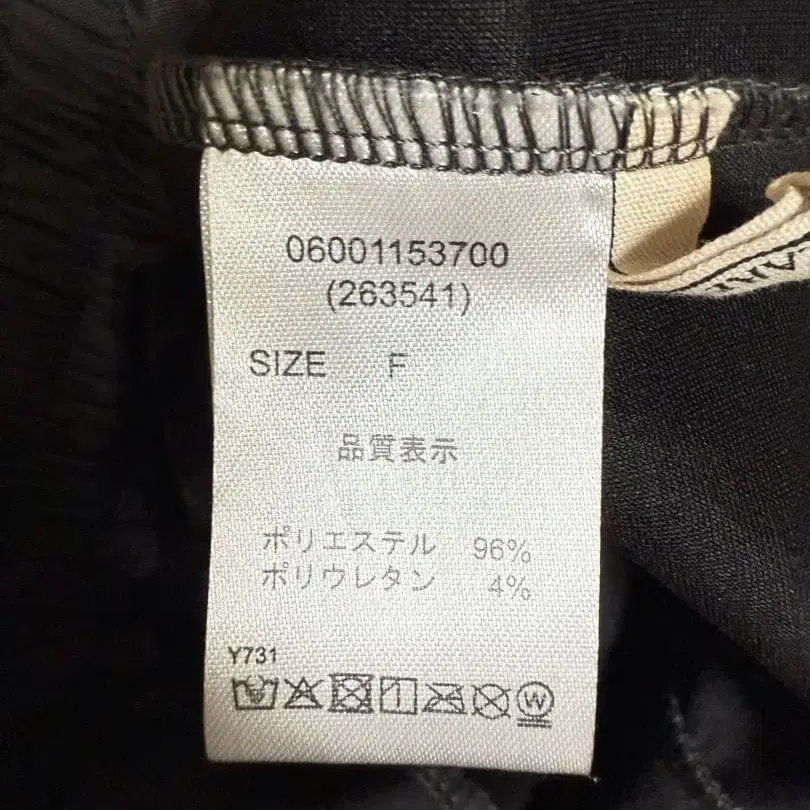 06001153700
(263541)
SIZE F
品質表示
ポリエステル 96%
ポリウレタン 4%
Y731
W